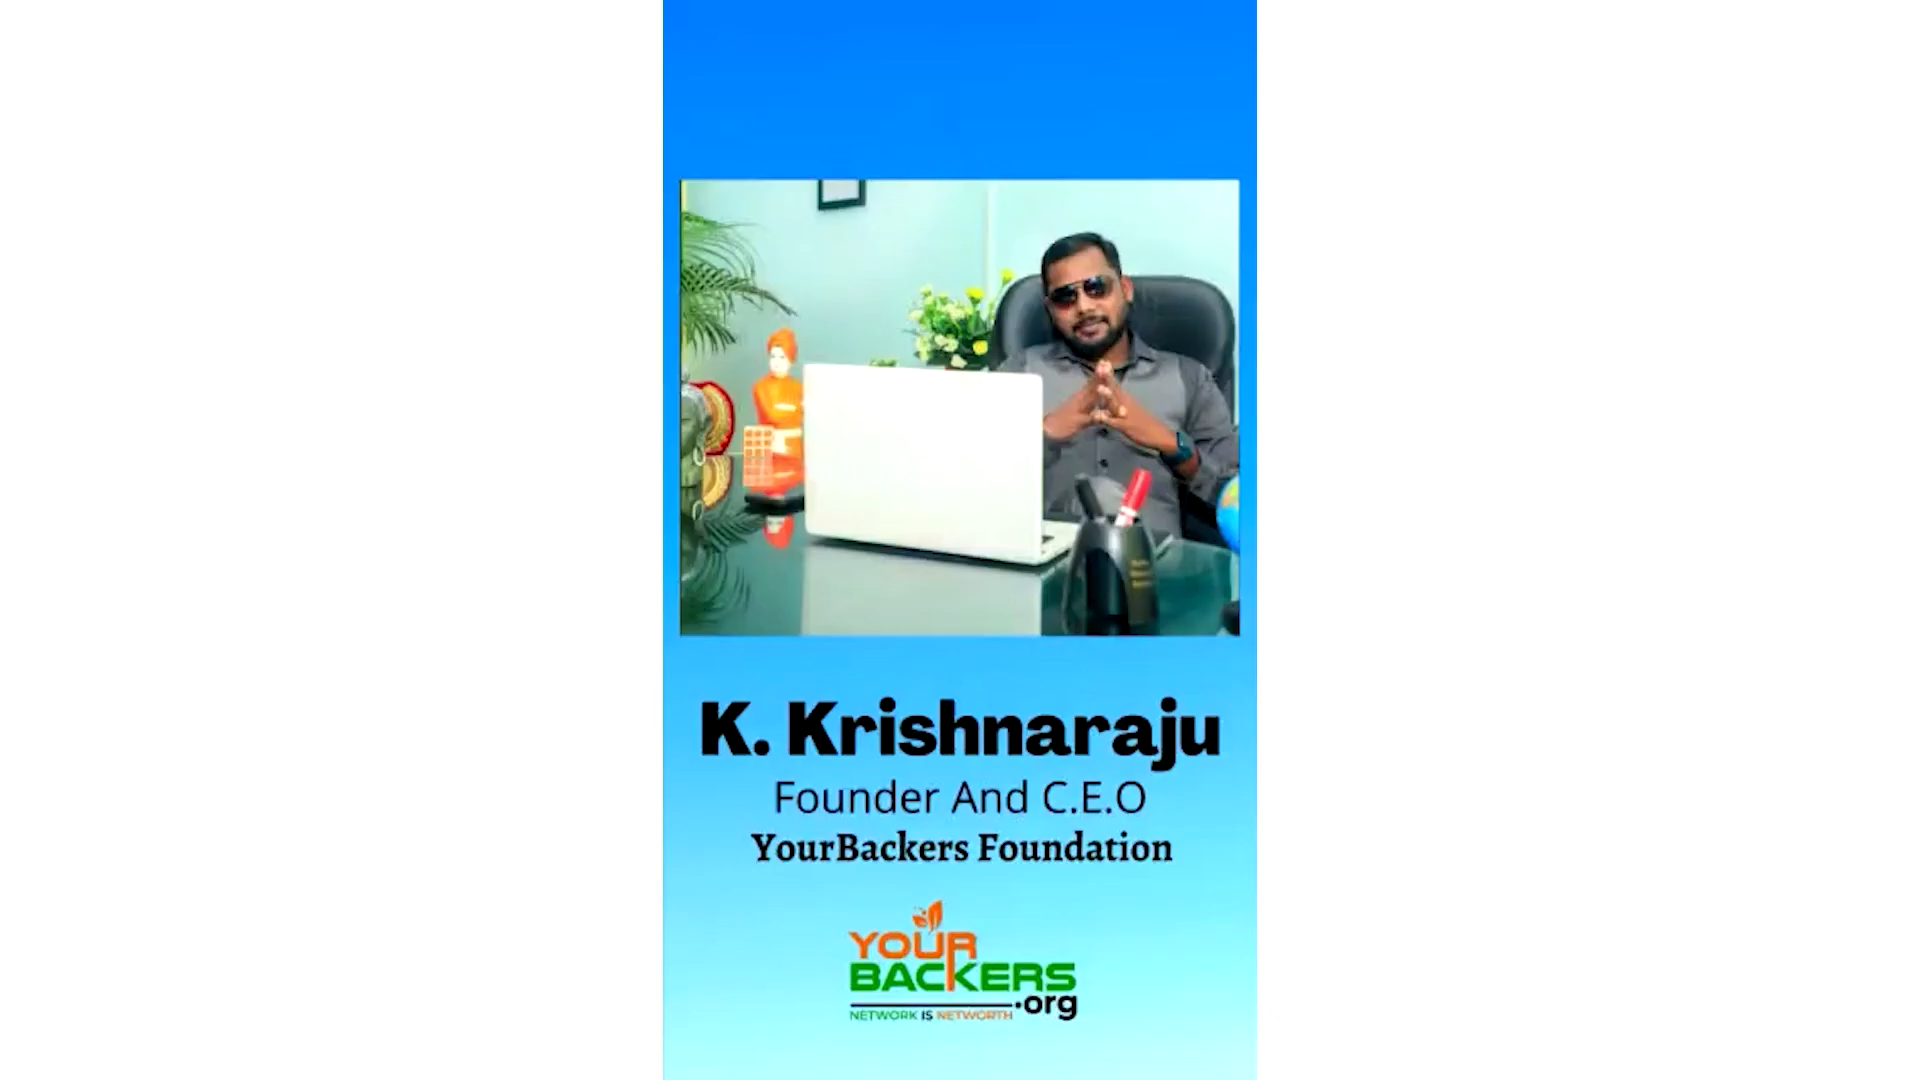 K. Krishnaraju
Founder And C.E.O
YourBackers Foundation
YOUR
BACKERS
.org
NETWORK IS NETWORTH